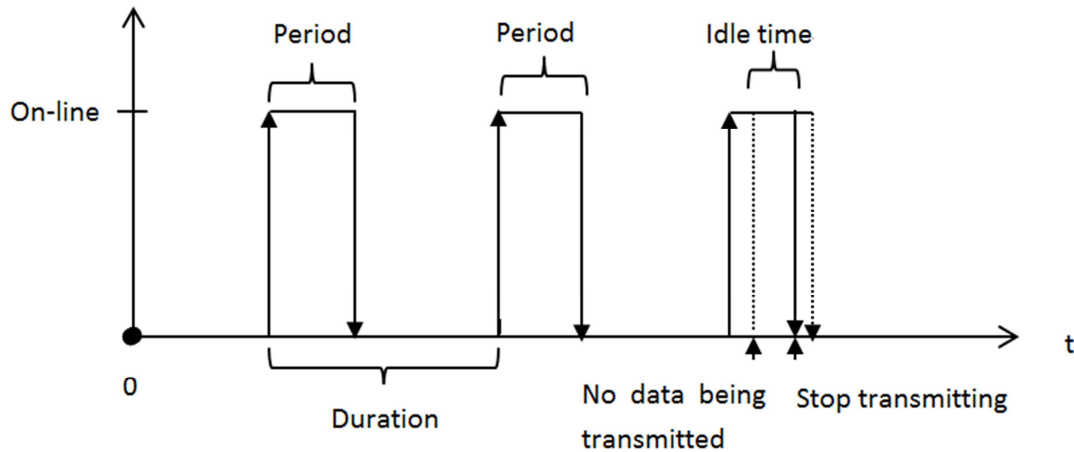 Period
Period
Idle time
On-line
0
t
Duration
No data being
transmitted
Stop transmitting